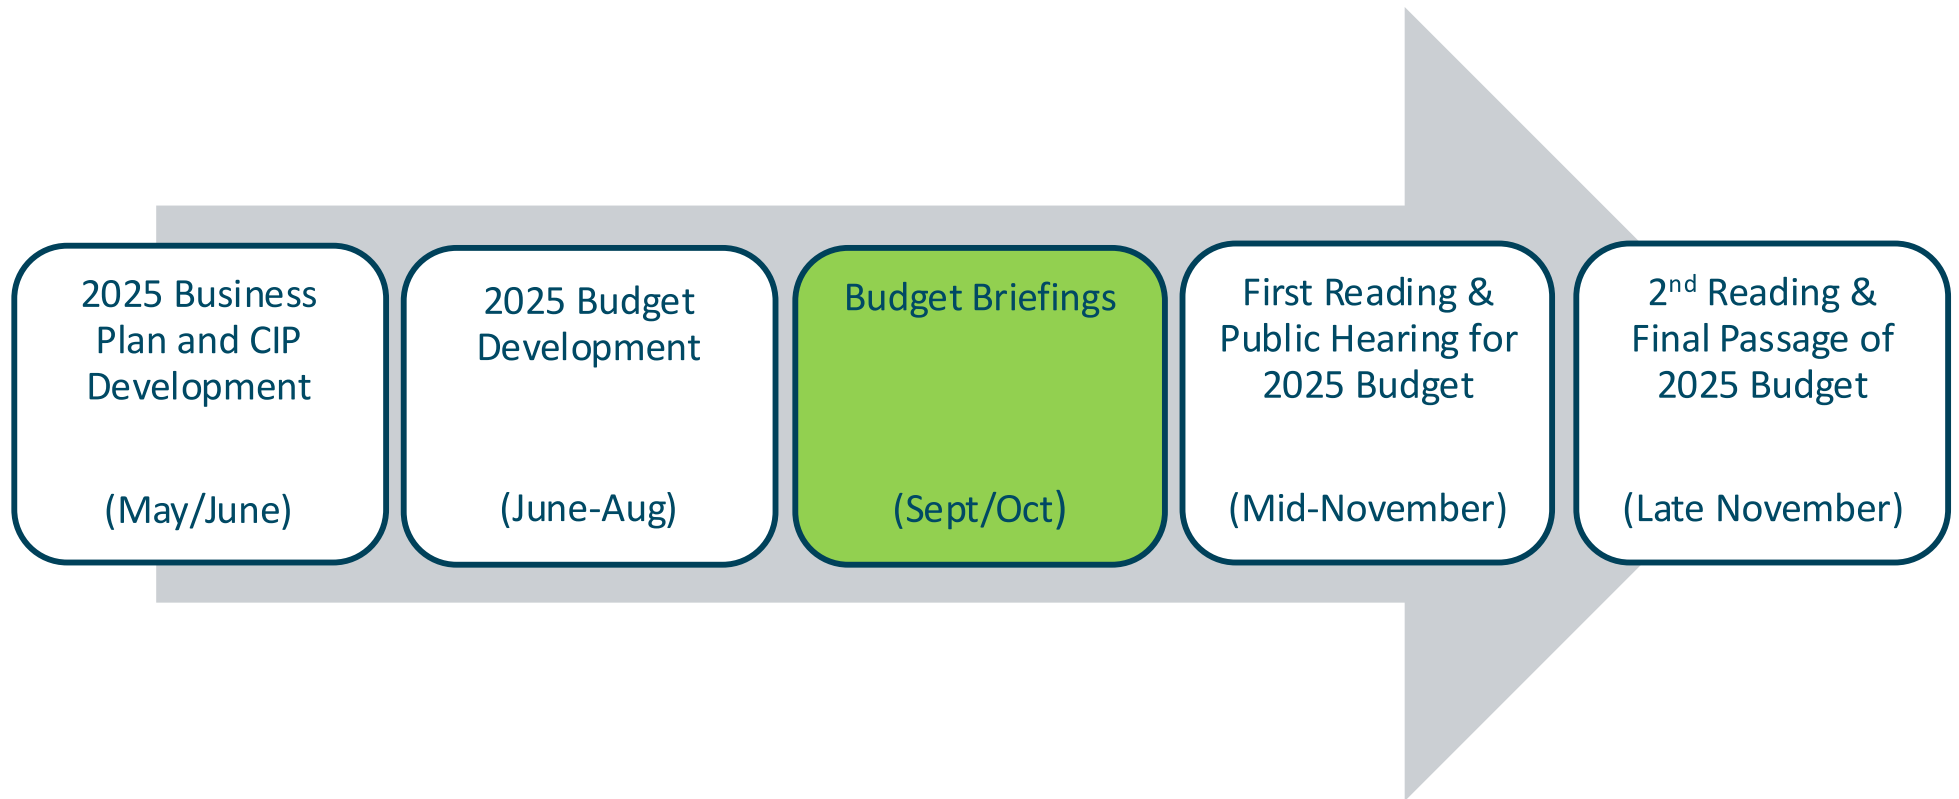 2025 Business
Plan and CIP
Development
(May/June)
2025 Budget
Development
(June-Aug)
Budget Briefings
(Sept/Oct)
First Reading &
Public Hearing for
2025 Budget
(Mid-November)
2nd Reading &
Final Passage of
2025 Budget
(Late November)